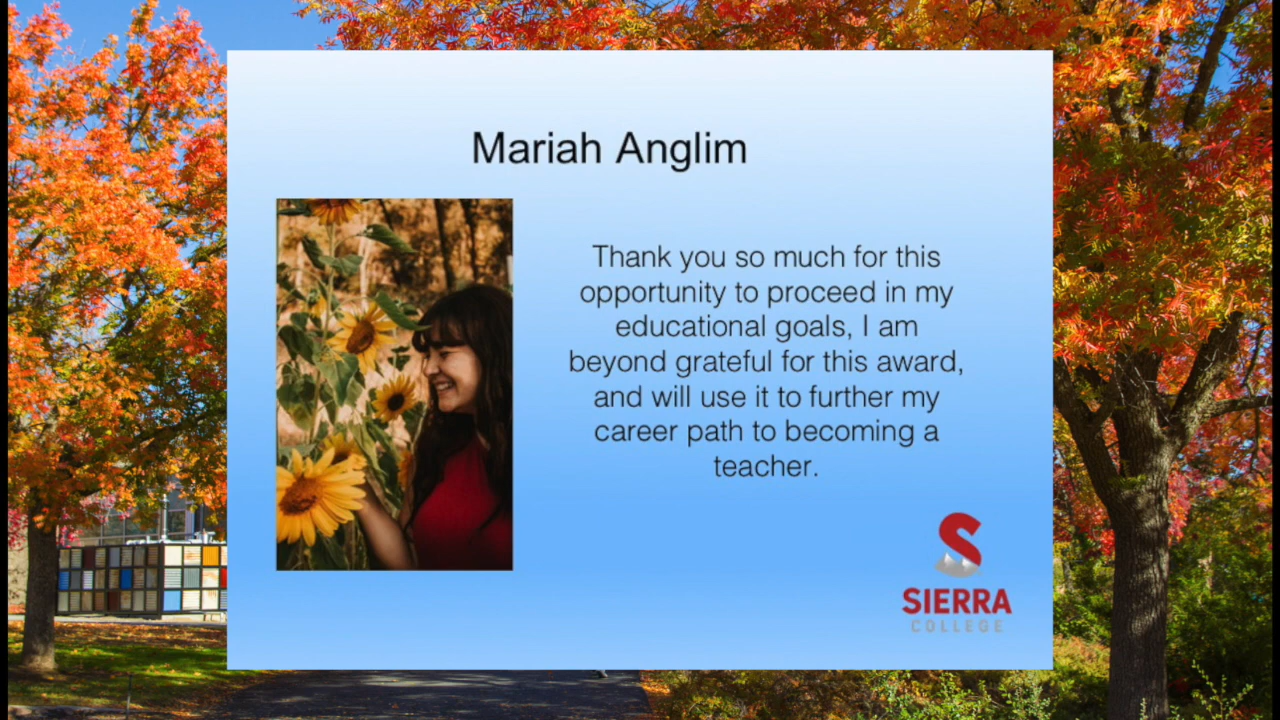 Mariah Anglim
Thank you so much for this
opportunity to proceed in my
educational goals, I am
beyond grateful for this award,
and will use it to further my
career path to becoming a
teacher.
SIERRA
COLLEGE